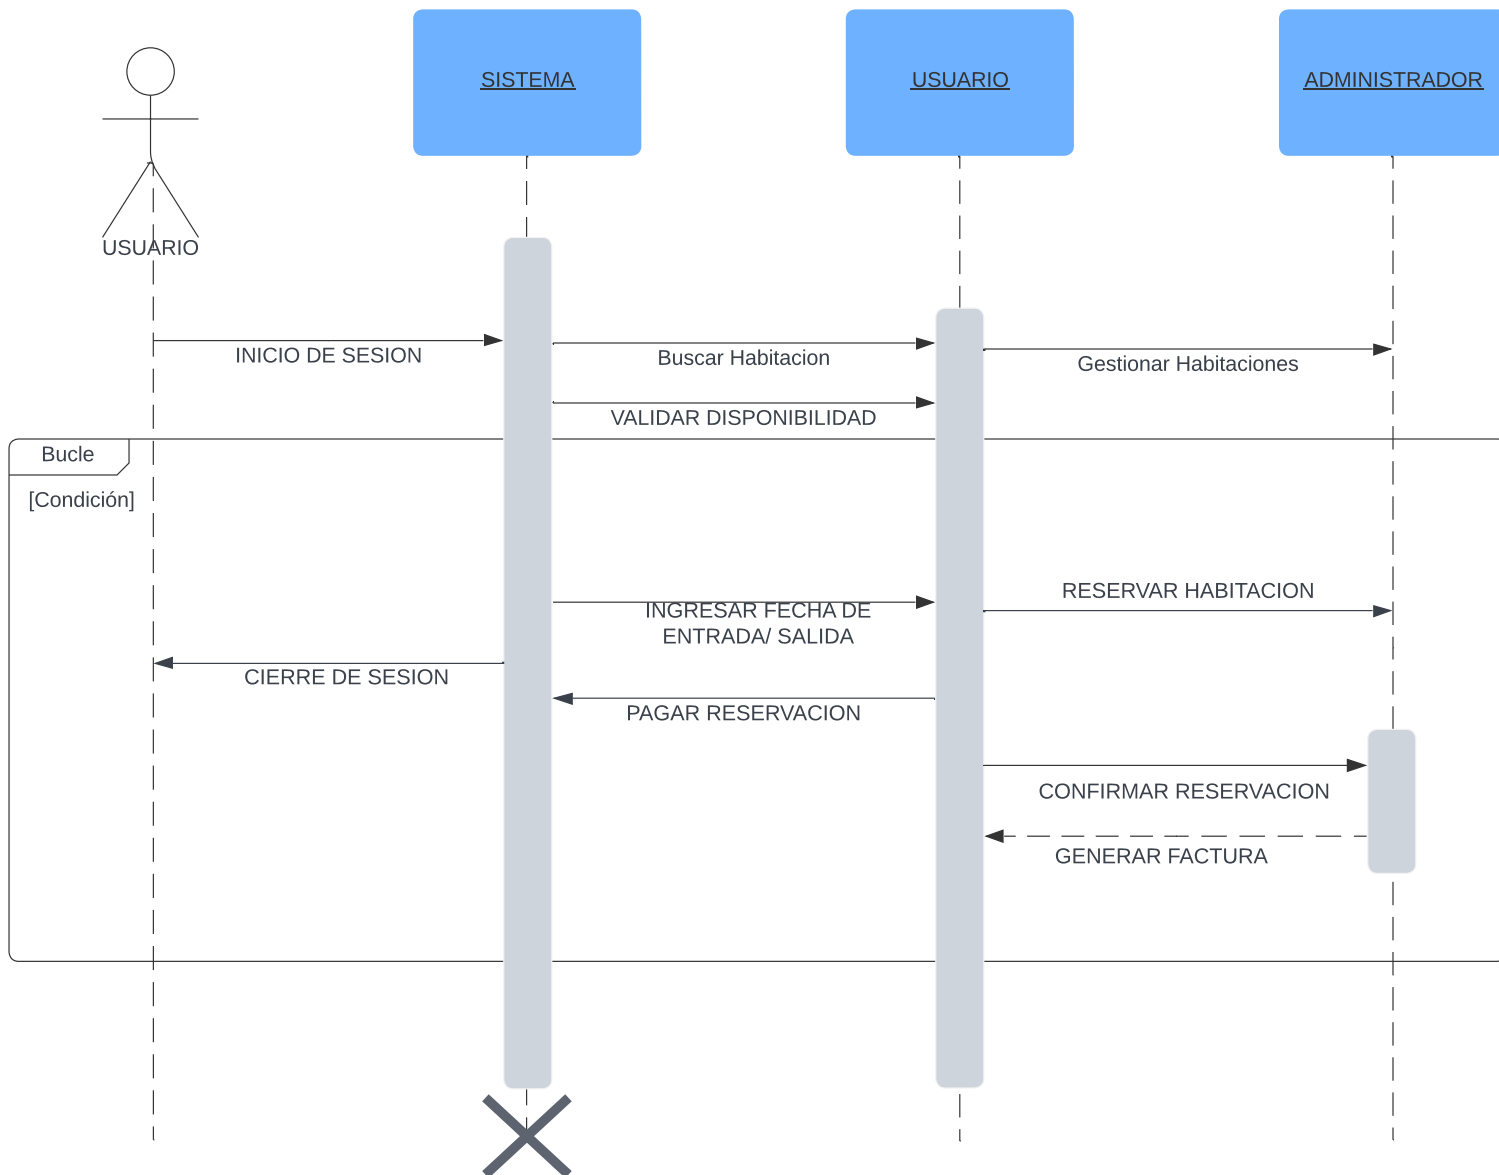 SISTEMA
USUARIO
ADMINISTRADOR
USUARIO
INICIO DE SESION
Buscar Habitacion
Gestionar Habitaciones
VALIDAR DISPONIBILIDAD
Bucle
[Condición]
RESERVAR HABITACION
INGRESAR FECHA DE
ENTRADA/ SALIDA
CIERRE DE SESION
PAGAR RESERVACION
CONFIRMAR RESERVACION
GENERAR FACTURA